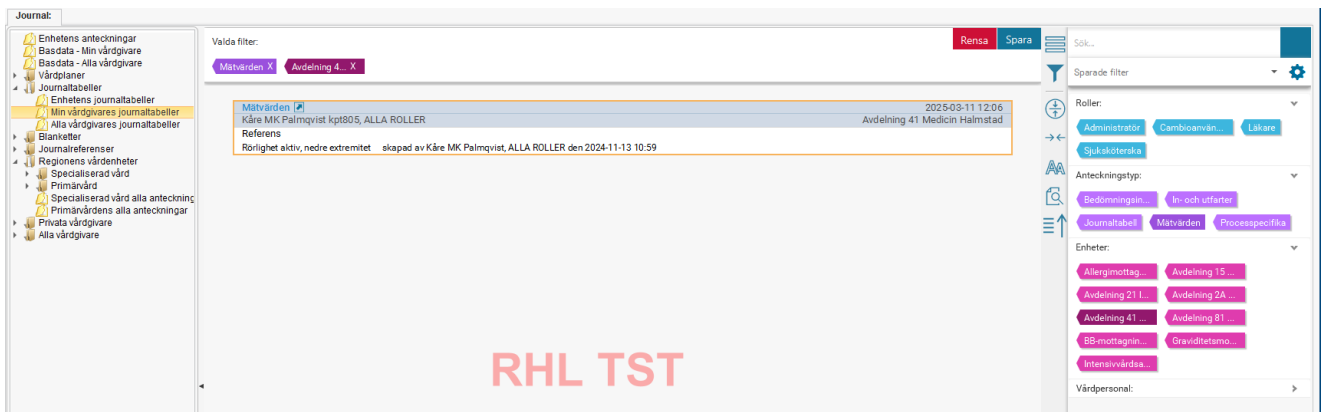 Journal:
Enhetens anteckningar
Basdata - Min vårdgivare
Basdata - Alla vårdgivare
Vårdplaner
Journaltabeller
Enhetens journaltabeller
Min vårdgivares journaltabeller
Alla vårdgivares journaltabeller
Blanketter
Journalreferenser
Regionens vårdenheter
Specialiserad vård
Primärvård
Specialiserad vård alla anteckning
Primärvårdens alla anteckningar
Privata vårdgivare
Alla vårdgivare
Valda filter:
Rensa Spara
Mätvärden X Avdelning 4... X
Mätvärden 2025-03-11 12:06
Kåre MK Palmqvist kpt805, ALLA ROLLER Avdelning 41 Medicin Halmstad
Referens
Rörlighet aktiv, nedre extremitet skapad av Kåre MK Palmqvist, ALLA ROLLER den 2024-11-13 10:59
RHL TST
Sök...
Sparade filter
Roller:
Administratör Cambioanvän... Läkare
Sjuksköterska
Anteckningstyp:
Bedömningsin... In- och utfarter
Journaltabell Mätvärden Processpecifika
Enheter:
Allergimottag... Avdelning 15 ...
Avdelning 21 I... Avdelning 2A ...
Avdelning 41 ... Avdelning 81 ...
BB-mottagnin... Graviditetsmo...
Intensivvårdsa...
Vårdpersonal: